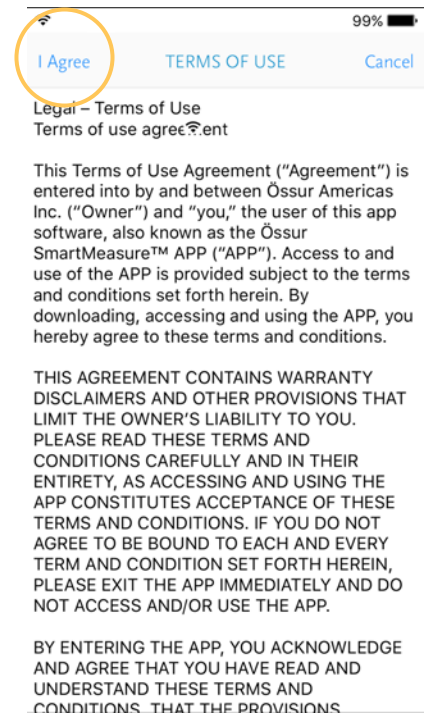 99%
I Agree TERMS OF USE Cancel
Legal – Terms of Use
Terms of use agreement
This Terms of Use Agreement (“Agreement”) is
entered into by and between Össur Americas
Inc. (“Owner”) and “you,” the user of this app
software, also known as the Össur
SmartMeasure™ APP (“APP”). Access to and
use of the APP is provided subject to the terms
and conditions set forth herein. By
downloading, accessing and using the APP, you
hereby agree to these terms and conditions.
THIS AGREEMENT CONTAINS WARRANTY
DISCLAIMERS AND OTHER PROVISIONS THAT
LIMIT THE OWNER’S LIABILITY TO YOU.
PLEASE READ THESE TERMS AND
CONDITIONS CAREFULLY AND IN THEIR
ENTIRETY, AS ACCESSING AND USING THE
APP CONSTITUTES ACCEPTANCE OF THESE
TERMS AND CONDITIONS. IF YOU DO NOT
AGREE TO BE BOUND TO EACH AND EVERY
TERM AND CONDITION SET FORTH HEREIN,
PLEASE EXIT THE APP IMMEDIATELY AND DO
NOT ACCESS AND/OR USE THE APP.
BY ENTERING THE APP, YOU ACKNOWLEDGE
AND AGREE THAT YOU HAVE READ AND
UNDERSTAND THESE TERMS AND
CONDITIONS, THAT THE PROVISIONS